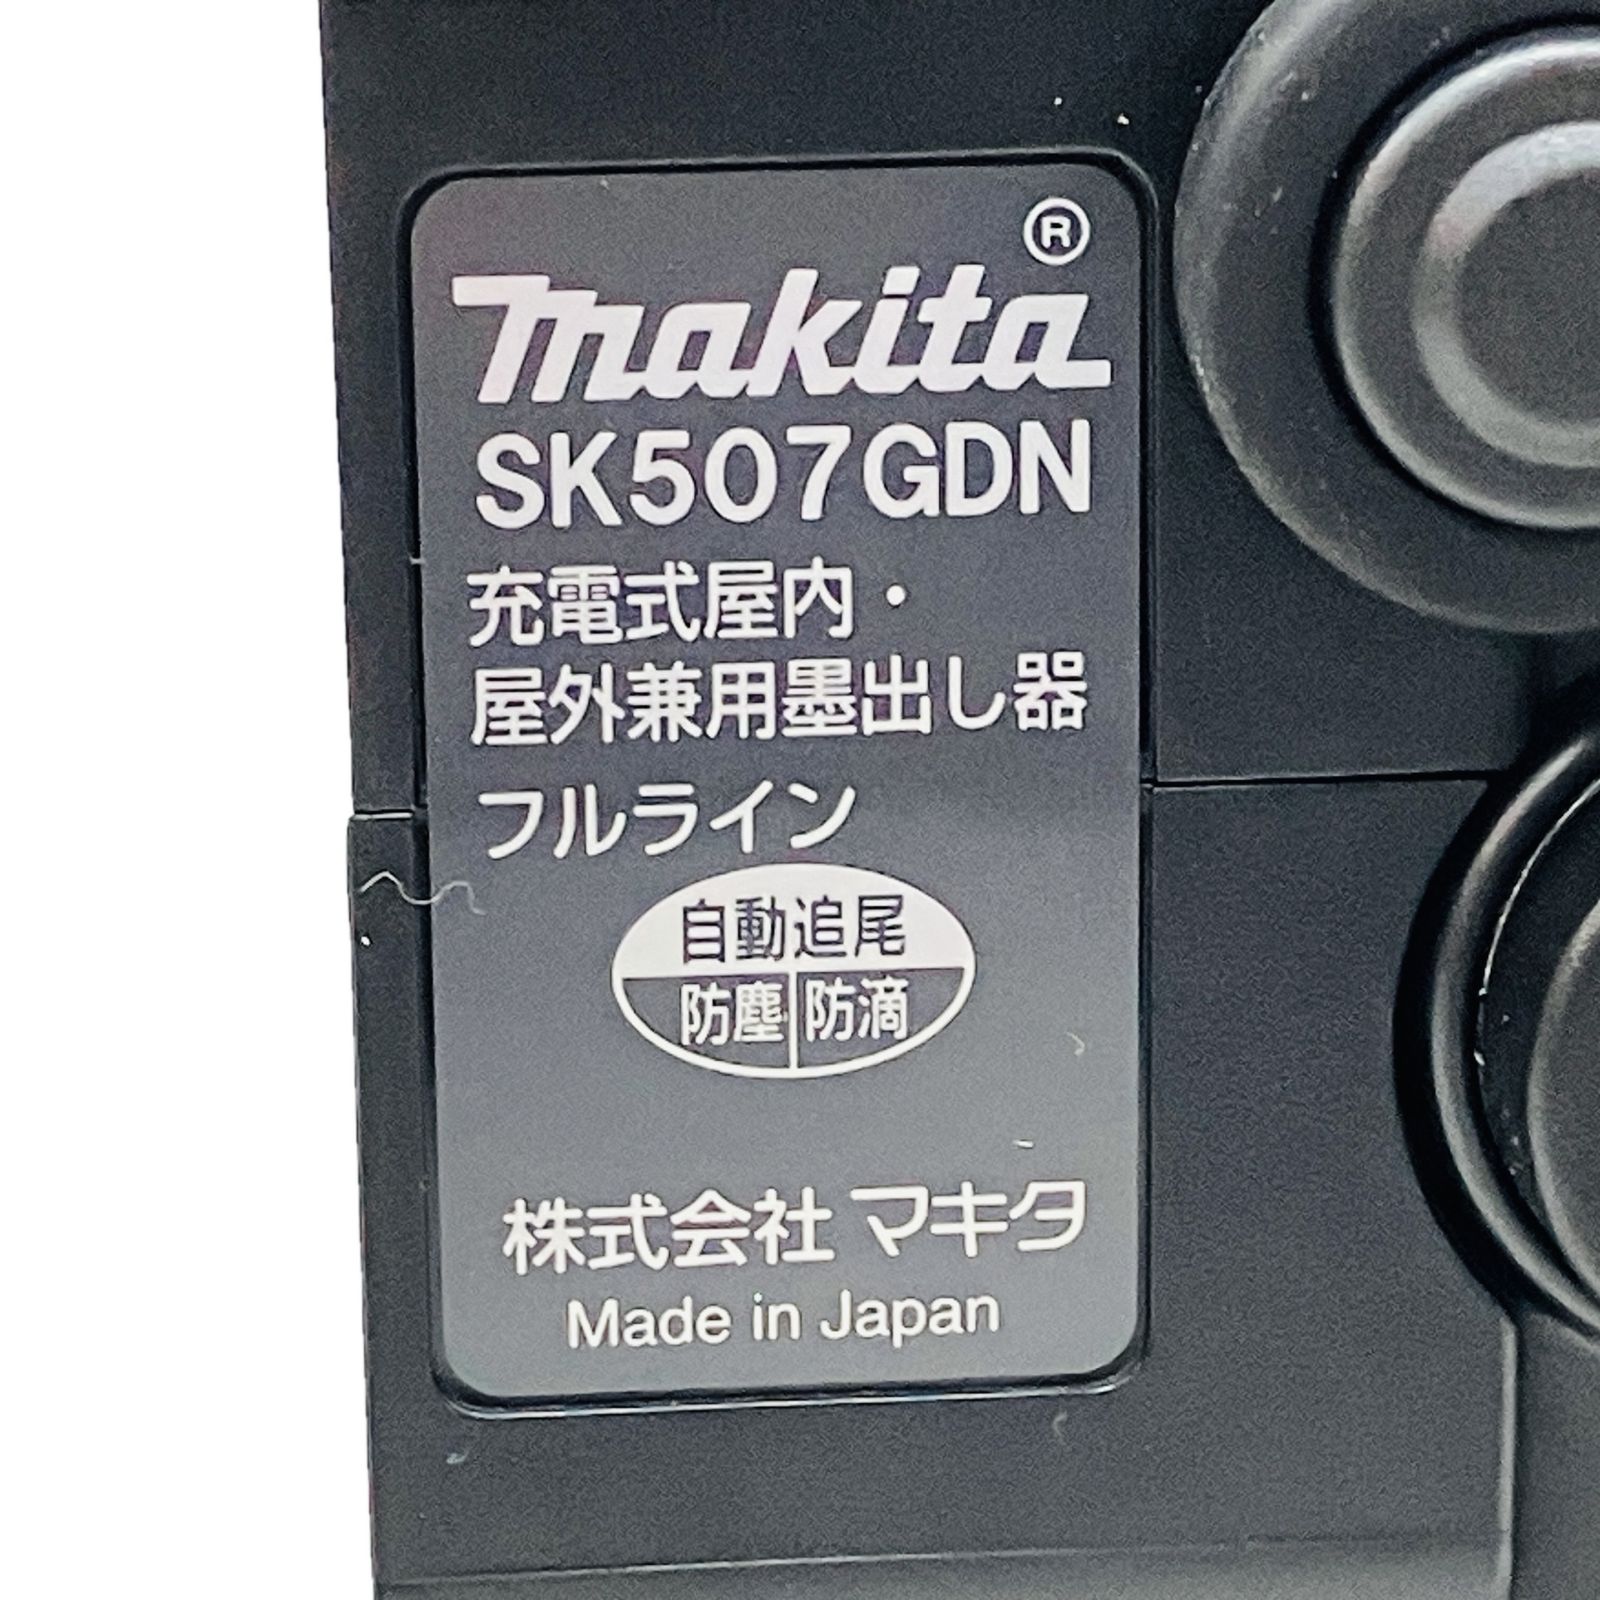 makita®
SK507GDN
充電式屋内・
屋外兼用墨出し器
フルライン
自動追尾
防塵 防滴
株式会社 マキタ
Made in Japan